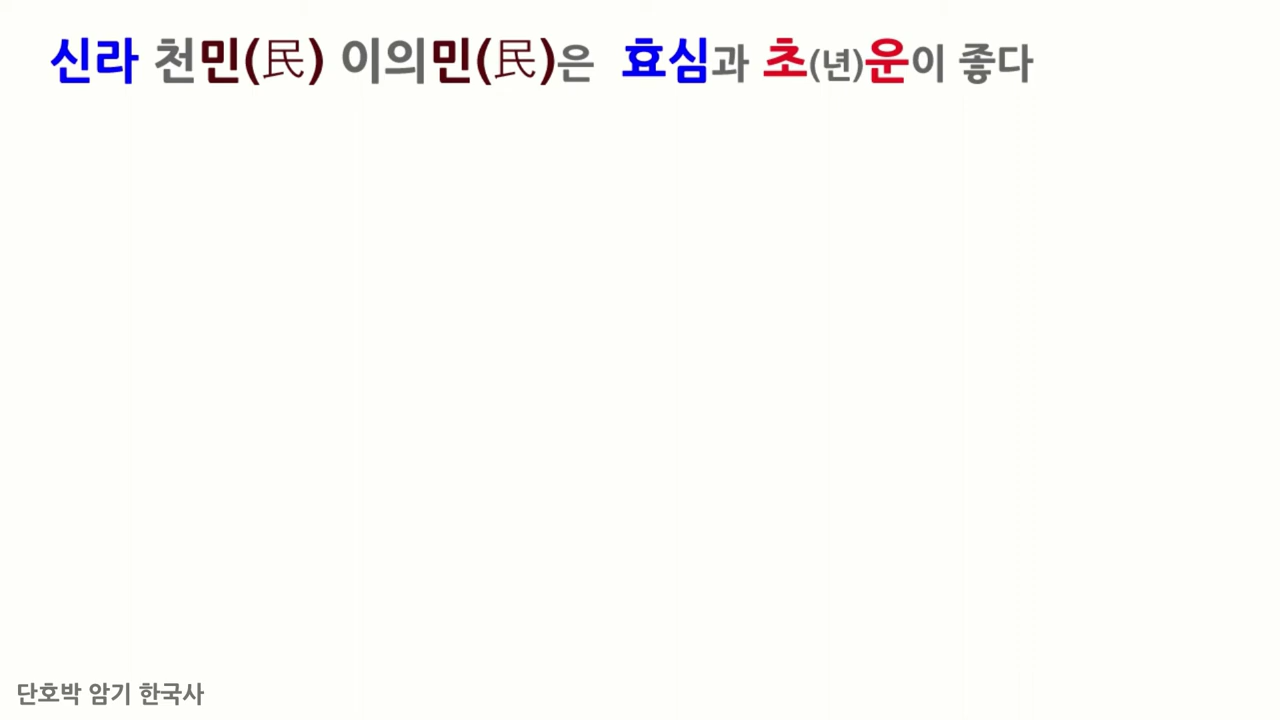 신라 천민(民) 이의민(民)은 효심과 초(년)운이 좋다
단호박 암기 한국사